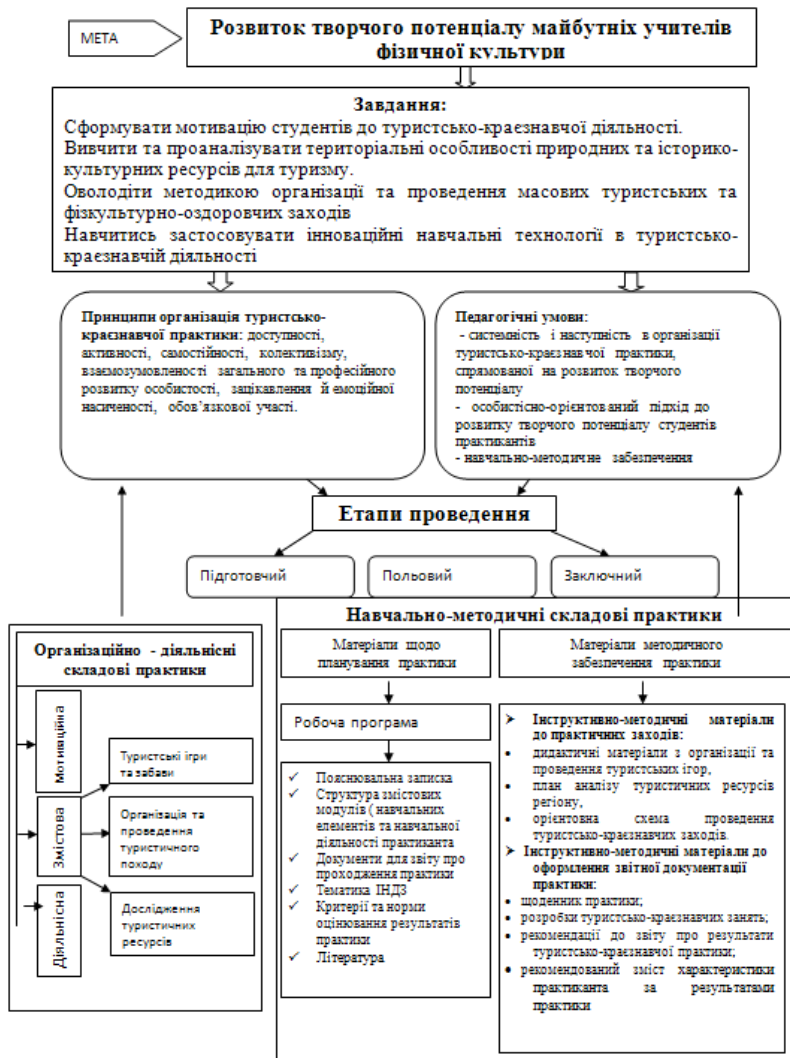 МЕТА
Розвиток творчого потенціалу майбутніх учителів
фізичної культури
Завдання:
Сформувати мотивацію студентів до туристсько-краєзнавчої діяльності.
Вивчити та проаналізувати територіальні особливості природних та історико-
культурних ресурсів для туризму.
Оволодіти методикою організації та проведення масових туристських та
фізкультурно-оздоровчих заходів
Навчитись застосовувати інноваційні навчальні технології в туристсько-
краєзнавчій діяльності
Принципи організація туристсько-
краєзнавчої практики: доступності,
активності, самостійності, колективізму,
взаємозумовленості загального та професійного
розвитку особистості, зацікавлення й емоційної
насиченості, обов’язкової участі.
Педагогічні умови:
- системність і наступність в організації
туристсько-краєзнавчої практики,
спрямованої на розвиток творчого
потенціалу
- особистісно-орієнтований підхід до
розвитку творчого потенціалу студентів
практикантів
- навчально-методичне забезпечення
Етапи проведення
Підготовчий
Польовий
Заключний
Організаційно - діяльнісні
складові практики
Мотиваційна
Змістова
Діяльнісна
Туристські ігри
та забави
Організація та
проведення
туристичного
походу
Дослідження
туристичних
ресурсів
Навчально-методичні складові практики
Матеріали щодо
планування практики
Робоча програма
✓ Пояснювальна записка
✓ Структура змістових
модулів ( навчальних
елементів та навчальної
діяльності практиканта
✓ Документи для звіту про
проходження практики
✓ Тематика ІНДЗ
✓ Критерії та норми
оцінювання результатів
практики
✓ Література
Матеріали методичного
забезпечення практики
➤ Інструктивно-методичні матеріали
до практичних заходів:
• дидактичні матеріали з організації та
проведення туристських ігор,
• план аналізу туристичних ресурсів
регіону,
• орієнтовна схема проведення
туристсько-краєзнавчих заходів.
➤ Інструктивно-методичні матеріали до
оформлення звітної документації
практики:
• щоденник практики;
• розробки туристсько-краєзнавчих занять;
• рекомендації до звіту про результати
туристсько-краєзнавчої практики;
• рекомендований зміст характеристики
практиканта за результатами
практики